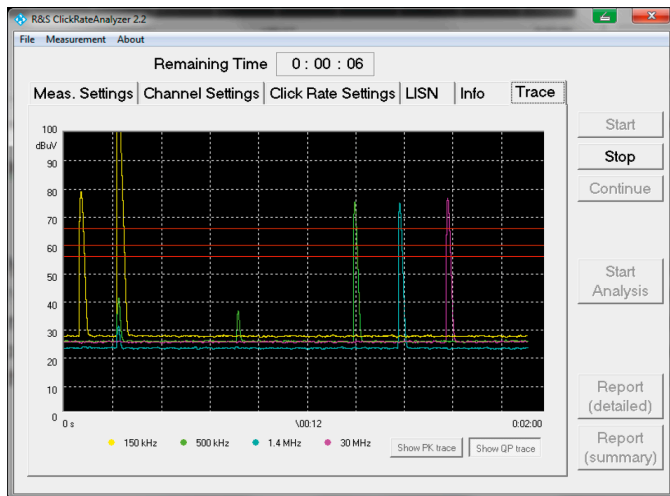 R&S ClickRateAnalyzer 2.2
File Measurement About
Remaining Time 0 : 00 : 06
Meas. Settings Channel Settings Click Rate Settings LISN Info Trace
100
dBuV
90
80
70
60
50
40
30
20
10
0
0 s \00:12 0:02:00
150 kHz 500 kHz 1.4 MHz 30 MHz
Show PK trace Show QP trace
Start
Stop
Continue
Start
Analysis
Report
(detailed)
Report
(summary)